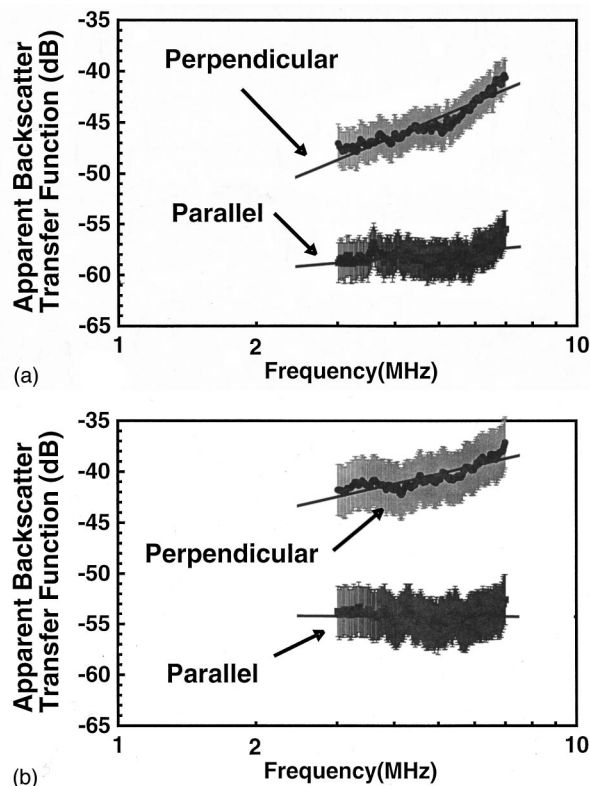 Apparent Backscatter
Transfer Function (dB)
-35
-40
-45
-50
-55
-60
-65
Perpendicular
Parallel
1
2
10
Frequency(MHz)
(a)
Apparent Backscatter
Transfer Function (dB)
-35
-40
-45
-50
-55
-60
-65
Perpendicular
Parallel
1
2
10
Frequency(MHz)
(b)